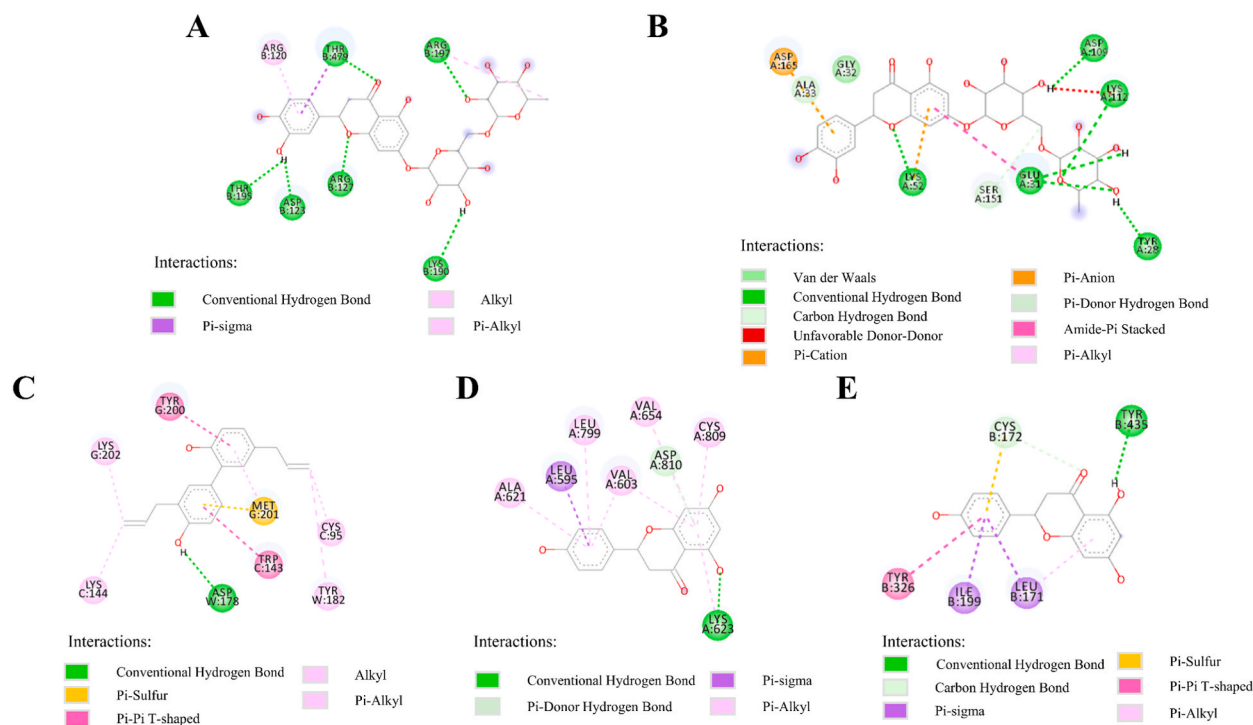 A
ARG
B:120
THR
B:479
ARG
B:197
H
THR
B:195
ASP
B:123
ARG
B:127
H
LYS
B:190
Interactions:
Conventional Hydrogen Bond
Pi-sigma
Alkyl
Pi-Alkyl
B
ASP
A:165
ALA
A:33
GLY
A:32
ASP
A:109
H
LYS
A:112
LYS
A:52
SER
A:151
GLU
A:31
H
H
TYR
A:28
Interactions:
Van der Waals
Conventional Hydrogen Bond
Carbon Hydrogen Bond
Unfavorable Donor-Donor
Pi-Cation
Pi-Anion
Pi-Donor Hydrogen Bond
Amide-Pi Stacked
Pi-Alkyl
C
TYR
G:200
LYS
G:202
MET
G:201
CYS
C:95
TRP
C:143
H
LYS
C:144
ASP
W:178
TYR
W:182
Interactions:
Conventional Hydrogen Bond
Pi-Sulfur
Pi-Pi T-shaped
Alkyl
Pi-Alkyl
D
LEU
A:799
VAL
A:654
CYS
A:809
LEU
A:595
ASP
A:810
VAL
A:603
ALA
A:621
LYS
A:623
Interactions:
Conventional Hydrogen Bond
Pi-Donor Hydrogen Bond
Pi-sigma
Pi-Alkyl
E
CYS
B:172
TYR
B:435
H
TYR
B:326
ILE
B:199
LEU
B:171
Interactions:
Conventional Hydrogen Bond
Carbon Hydrogen Bond
Pi-sigma
Pi-Sulfur
Pi-Pi T-shaped
Pi-Alkyl